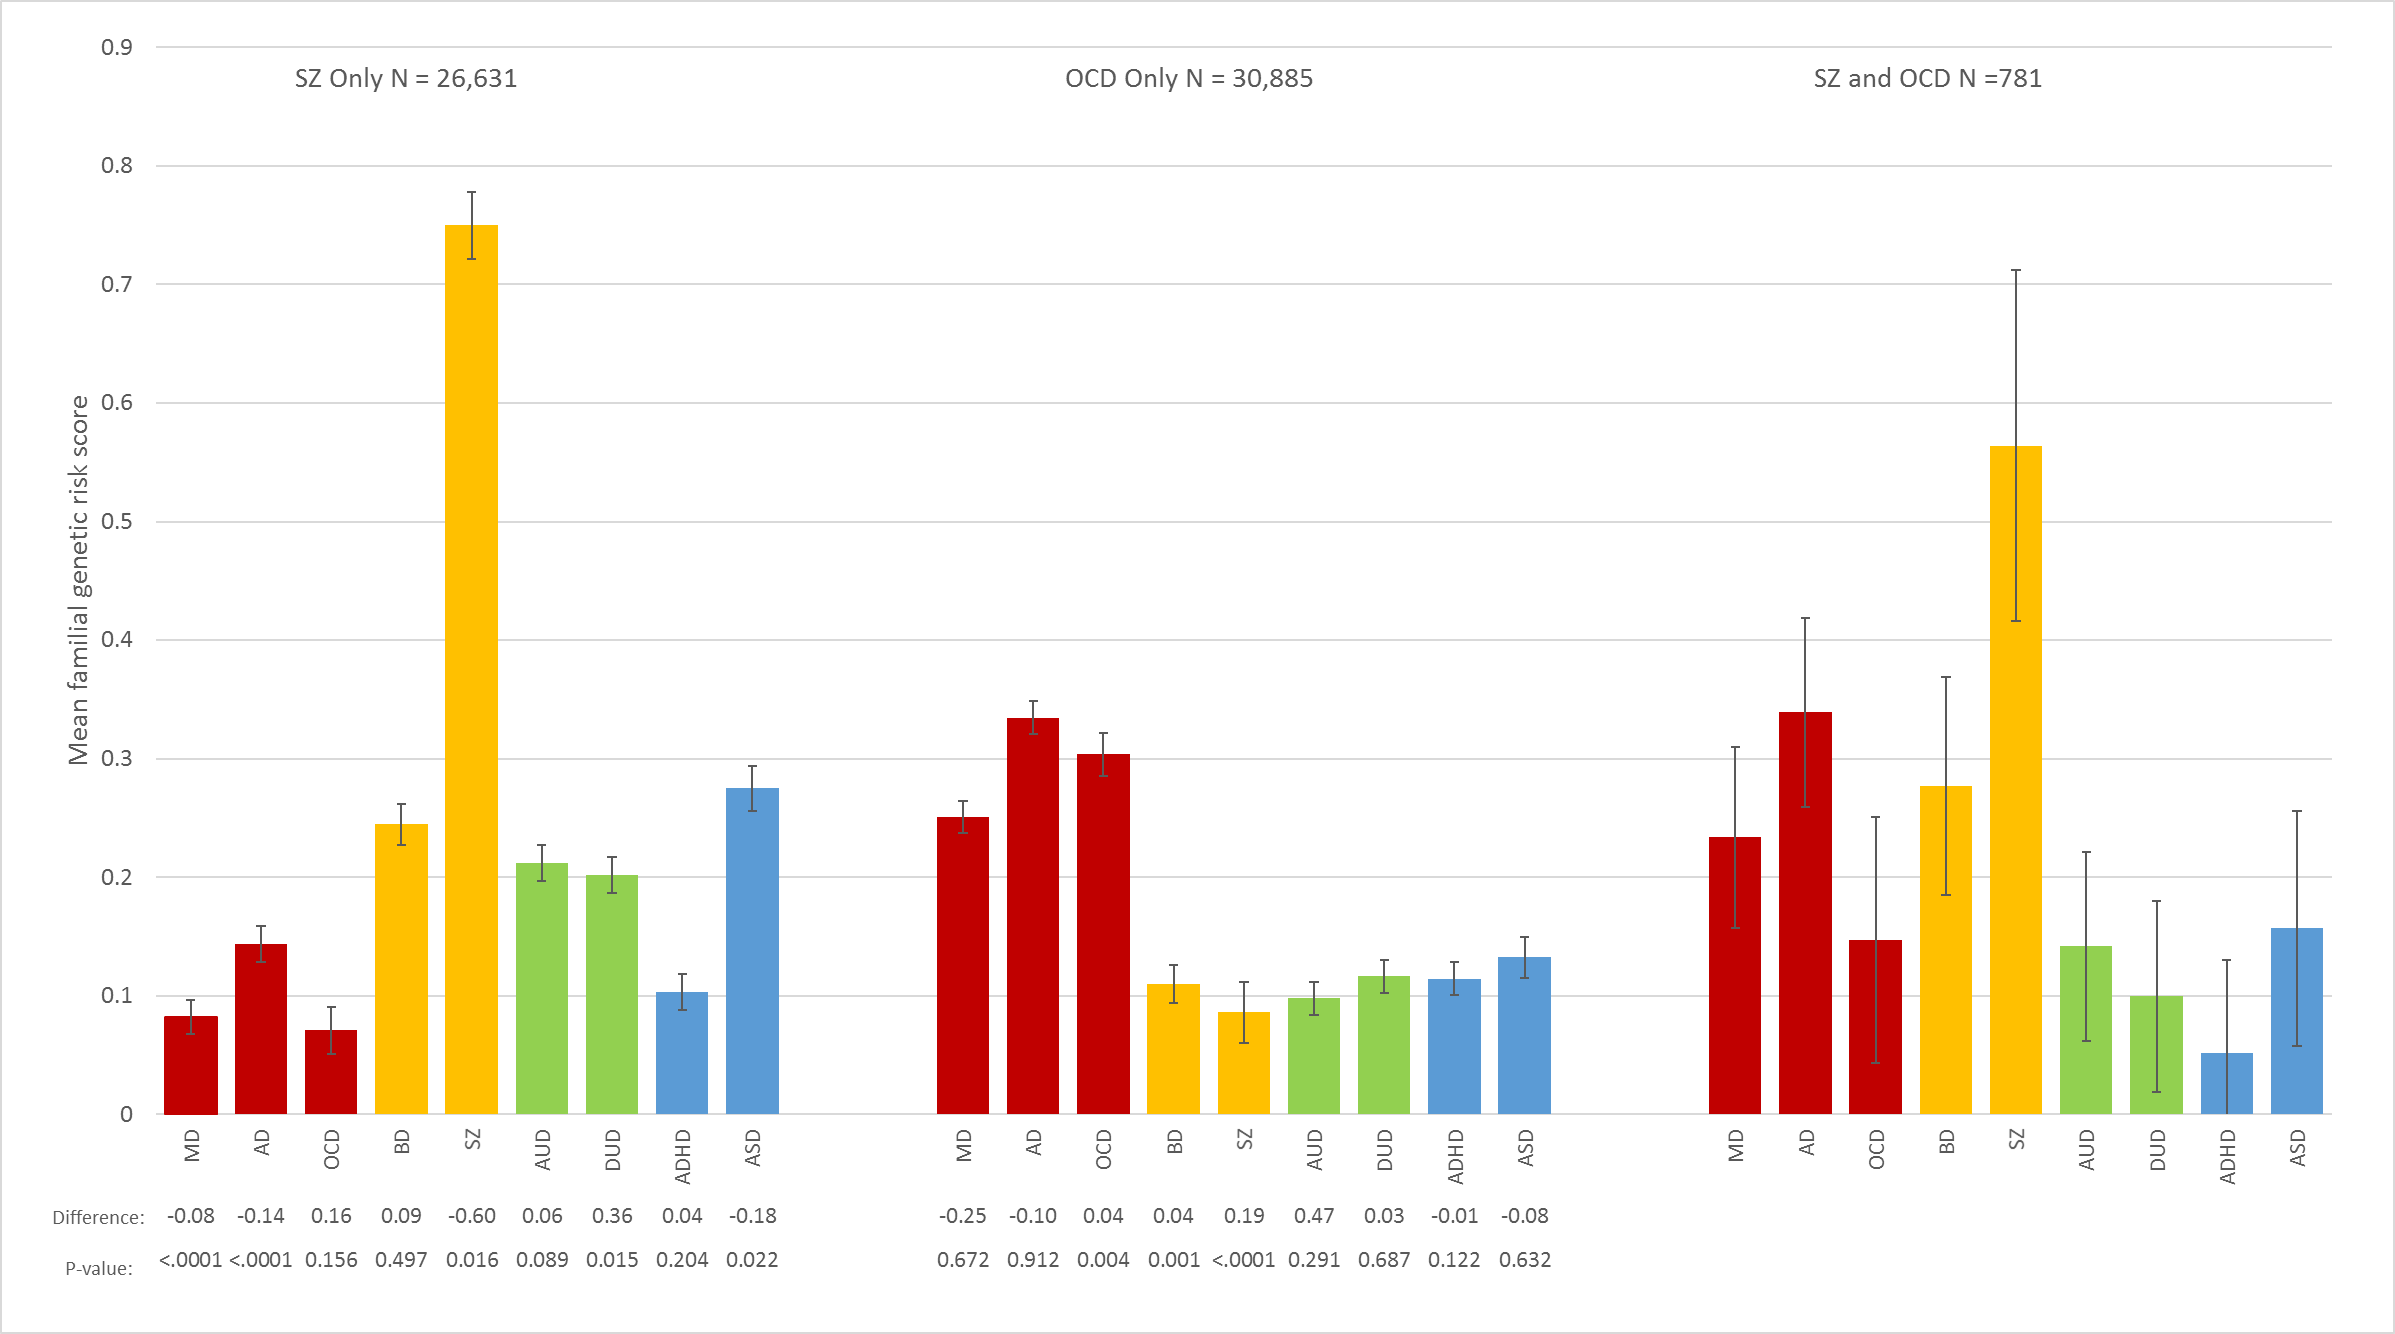 0.9
SZ Only N = 26,631 OCD Only N = 30,885 SZ and OCD N =781
0.8
0.7
0.6
0.5
0.4
0.3
0.2
0.1
0
Mean familial genetic risk score
MD AD OCD BD SZ AUD DUD ADHD ASD MD AD OCD BD SZ AUD DUD ADHD ASD MD AD OCD BD SZ AUD DUD ADHD ASD
Difference: -0.08 -0.14 0.16 0.09 -0.60 0.06 0.36 0.04 -0.18 -0.25 -0.10 0.04 0.04 0.19 0.47 0.03 -0.01 -0.08
P-value: <.0001 <.0001 0.156 0.497 0.016 0.089 0.015 0.204 0.022 0.672 0.912 0.004 0.001 <.0001 0.291 0.687 0.122 0.632